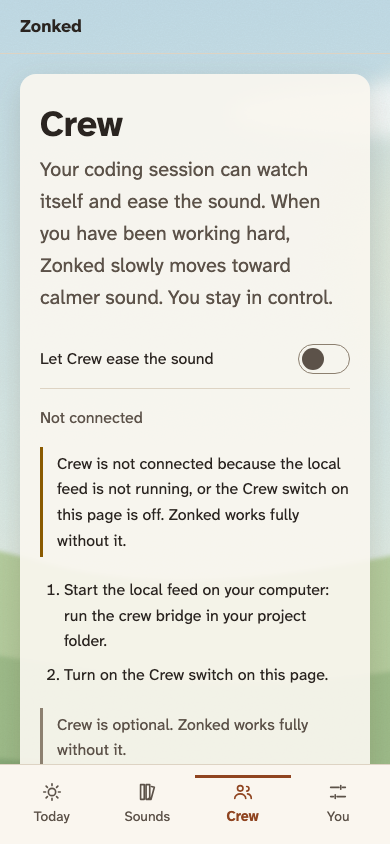 Zonked
Crew
Your coding session can watch
itself and ease the sound. When
you have been working hard,
Zonked slowly moves toward
calmer sound. You stay in control.
Let Crew ease the sound
Not connected
Crew is not connected because the local
feed is not running, or the Crew switch on
this page is off. Zonked works fully
without it.
1. Start the local feed on your computer:
run the crew bridge in your project
folder.
2. Turn on the Crew switch on this page.
Crew is optional. Zonked works fully
without it.
Today Sounds Crew You